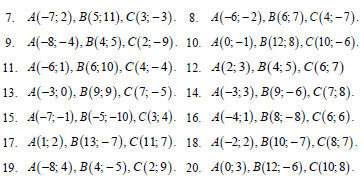 7. A(–7; 2), B(5;11), C(3;–3). 8. A(–6;–2), B(6; 7), C(4;–7).
9. A(–8;–4), B(4; 5), C(2;–9). 10. A(0;–1), B(12; 8), C(10;–6).
11. A(–6;1), B(6;10), C(4;–4). 12. A(2; 3), B(4; 5), C(6; 7)
13. A(–3; 0), B(9; 9), C(7;–5). 14. A(–3; 3), B(9;–6), C(7; 8).
15. A(–7;–1), B(–5;–10), C(3; 4). 16. A(–4;1), B(8;–8), C(6; 6).
17. A(1; 2), B(13;–7), C(11; 7). 18. A(–2; 2), B(10;–7), C(8; 7).
19. A(–8; 4), B(4;–5), C(2; 9). 20. A(0; 3), B(12;–6), C(10; 8).